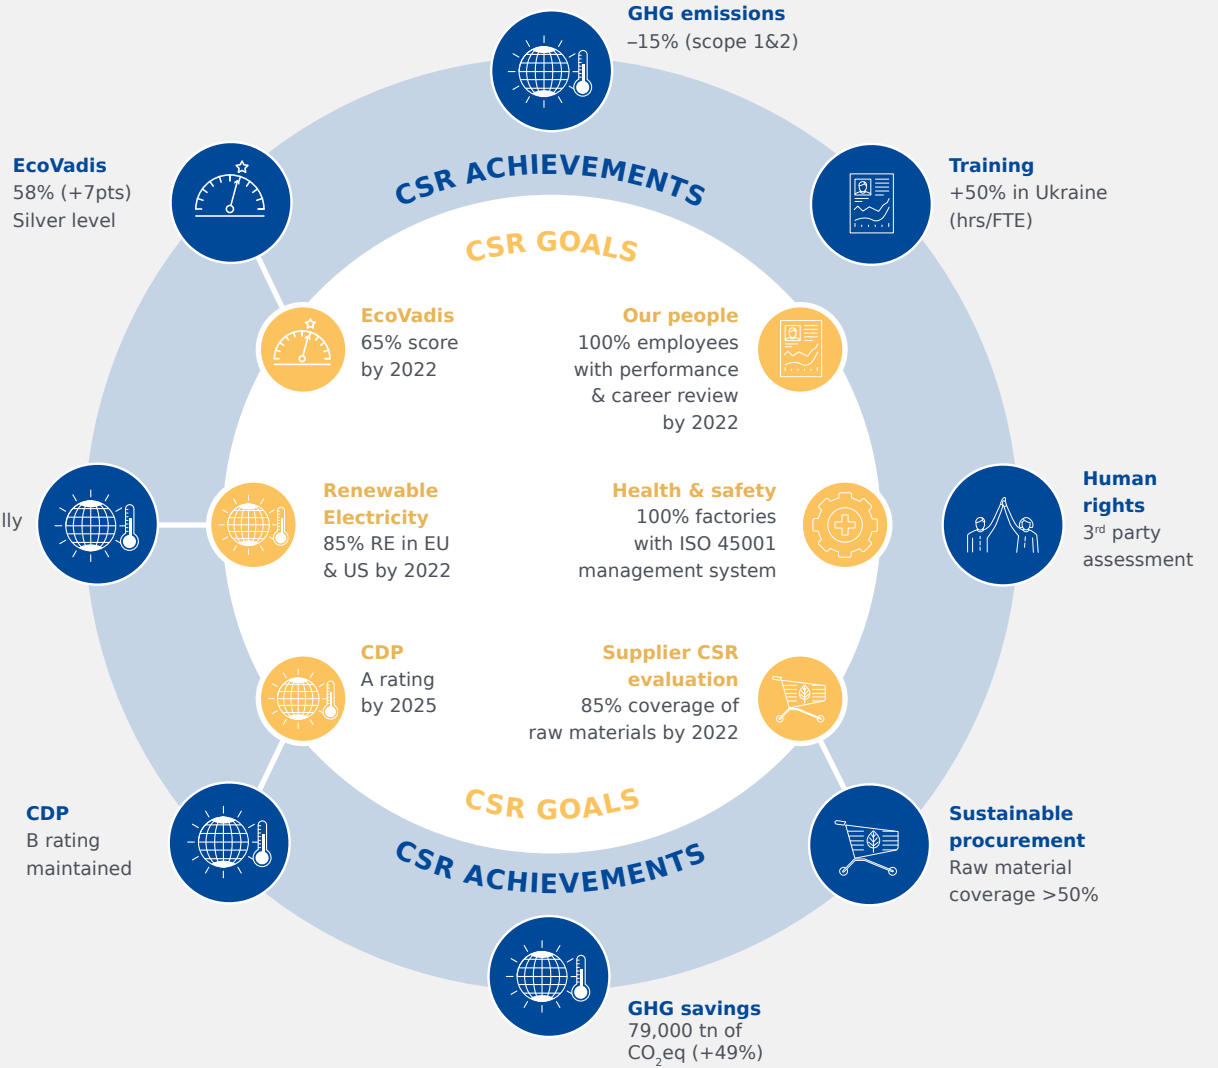 GHG emissions
–15% (scope 1&2)
EcoVadis
58% (+7pts)
Silver level
Training
+50% in Ukraine
(hrs/FTE)
CSR ACHIEVEMENTS
CSR GOALS
EcoVadis
65% score
by 2022
Our people
100% employees
with performance
& career review
by 2022
Renewable
Electricity
85% RE in EU
& US by 2022
Health & safety
100% factories
with ISO 45001
management system
Human
rights
3rd party
assessment
CDP
A rating
by 2025
Supplier CSR
evaluation
85% coverage of
raw materials by 2022
CSR GOALS
CSR ACHIEVEMENTS
CDP
B rating
maintained
Sustainable
procurement
Raw material
coverage >50%
GHG savings
79,000 tn of
CO2eq (+49%)